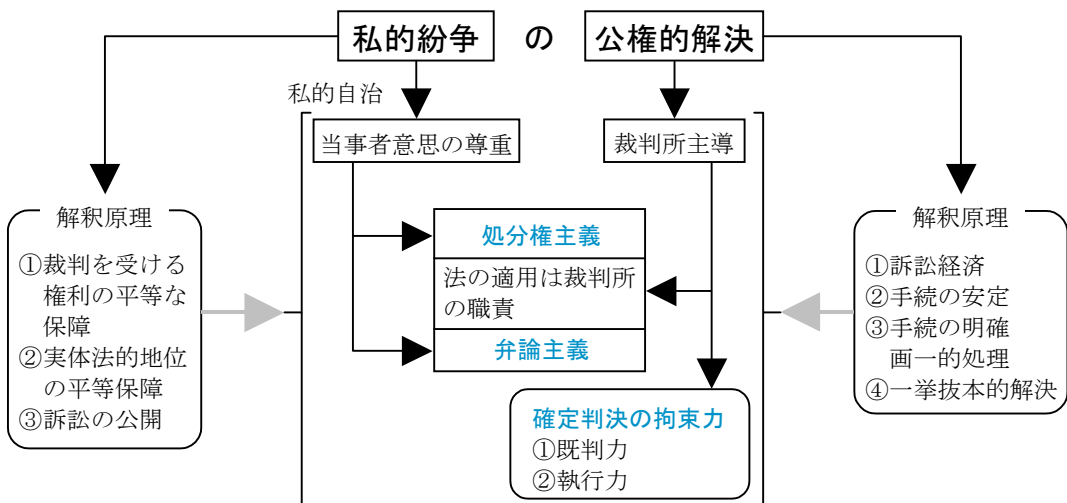 私的紛争 の 公権的解決
私的自治
当事者意思の尊重
裁判所主導
解釈原理
①裁判を受ける
権利の平等な
保障
②実体法的地位
の平等保障
③訴訟の公開
処分権主義
法の適用は裁判所
の職責
弁論主義
確定判決の拘束力
①既判力
②執行力
解釈原理
①訴訟経済
②手続の安定
③手続の明確
画一的処理
④一挙抜本的解決